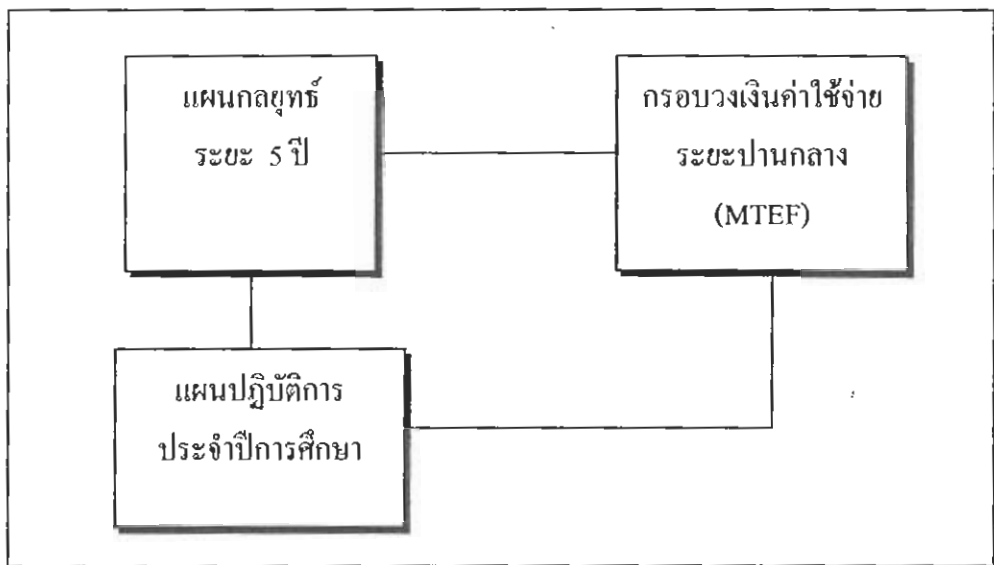 แผนกลยุทธ์
ระยะ 5 ปี
กรอบวงเงินค่าใช้จ่าย
ระยะปานกลาง
(MTEF)
แผนปฏิบัติการ
ประจำปีการศึกษา